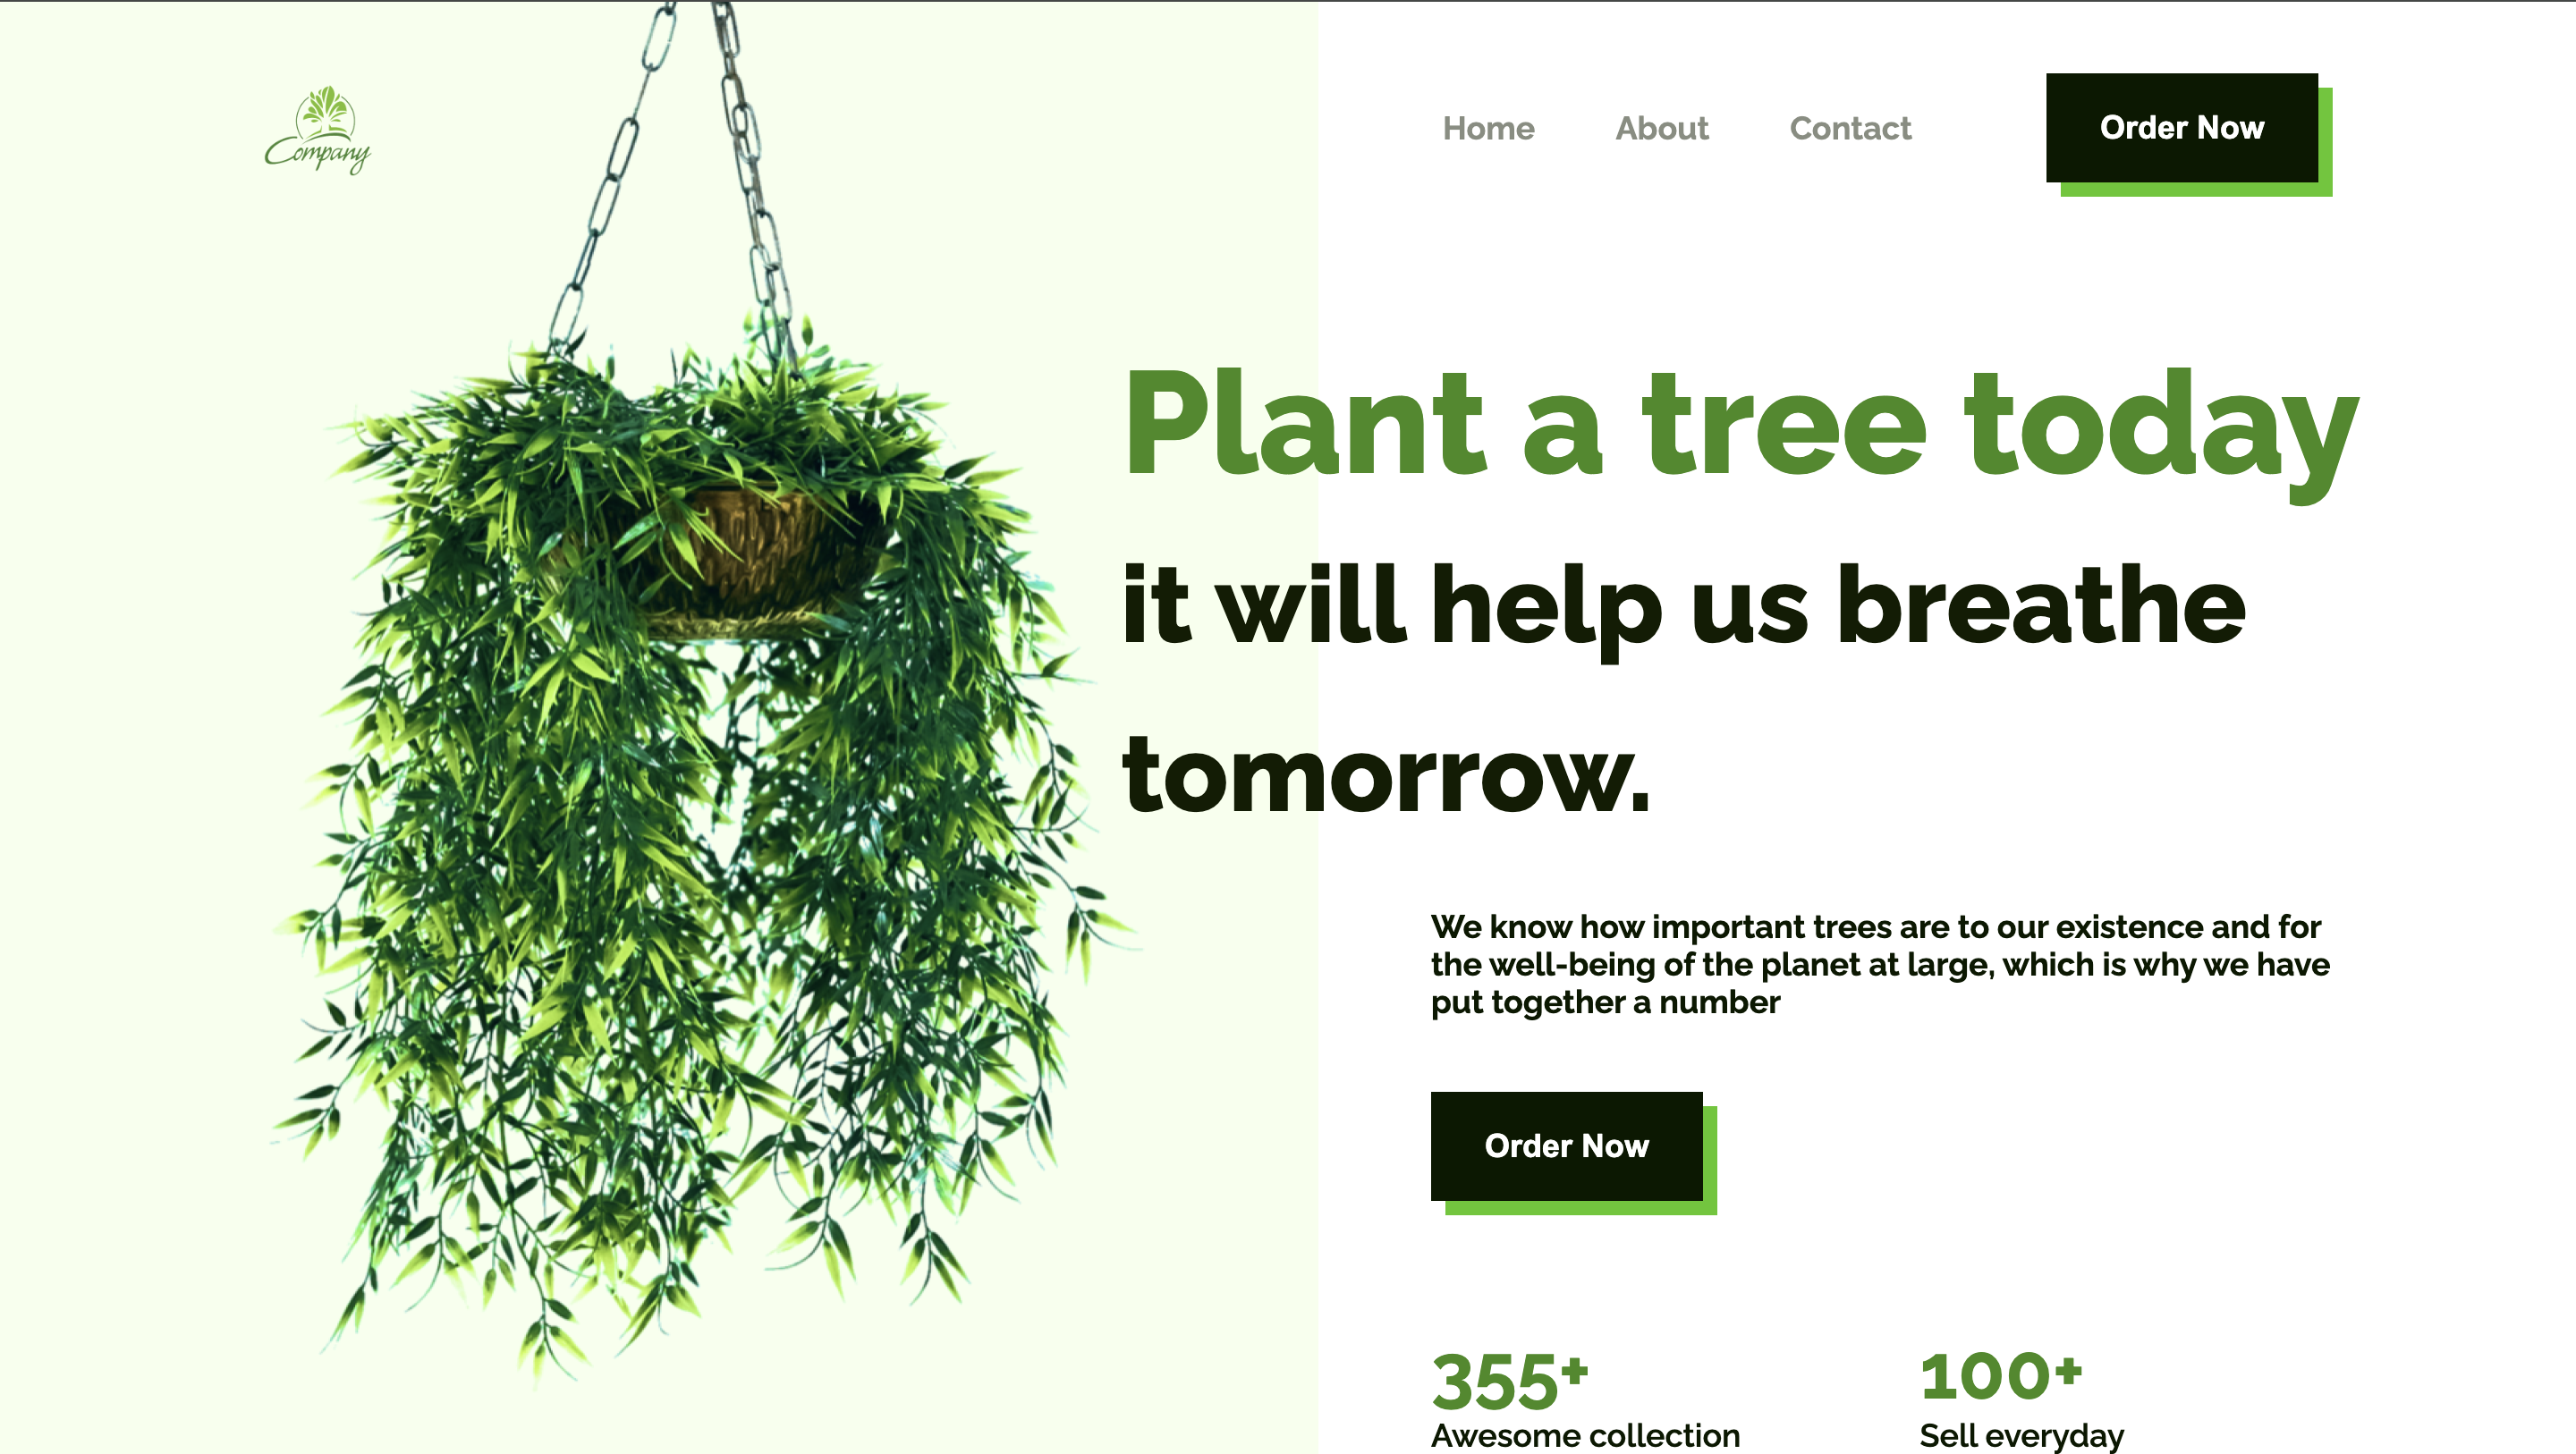 Company
Home About Contact Order Now
Plant a tree today
it will help us breathe
tomorrow.
We know how important trees are to our existence and for
the well-being of the planet at large, which is why we have
put together a number
Order Now
355+ 100+
Awesome collection Sell everyday